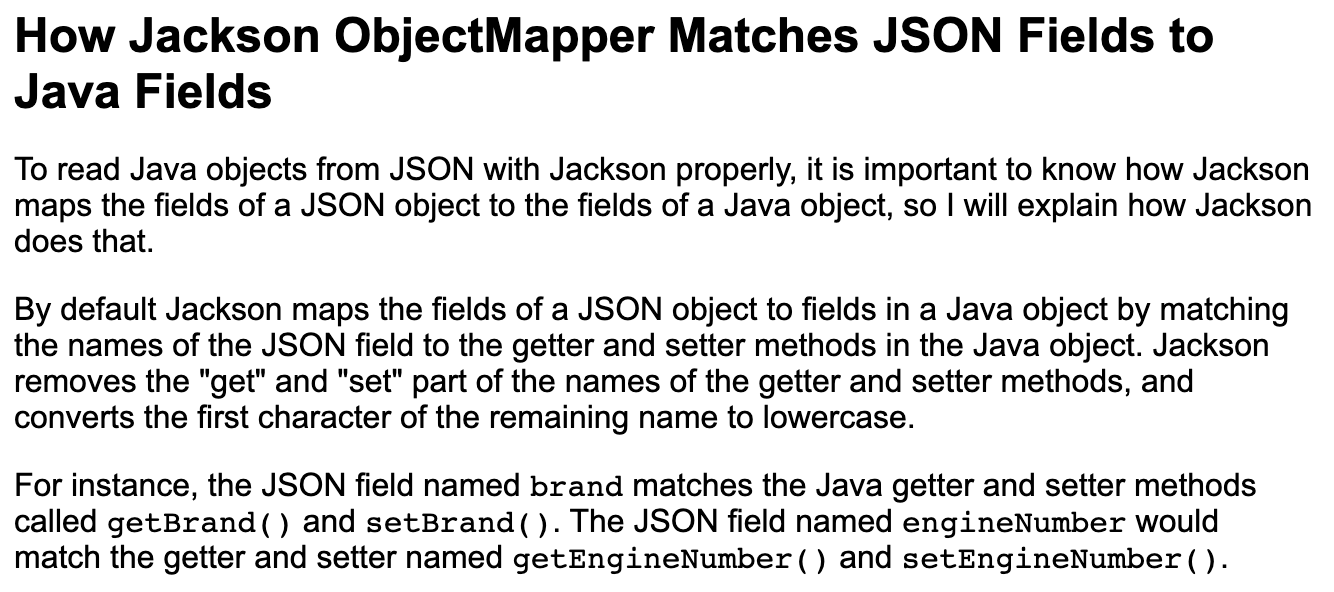 How Jackson ObjectMapper Matches JSON Fields to
Java Fields
To read Java objects from JSON with Jackson properly, it is important to know how Jackson
maps the fields of a JSON object to the fields of a Java object, so I will explain how Jackson
does that.
By default Jackson maps the fields of a JSON object to fields in a Java object by matching
the names of the JSON field to the getter and setter methods in the Java object. Jackson
removes the "get" and "set" part of the names of the getter and setter methods, and
converts the first character of the remaining name to lowercase.
For instance, the JSON field named brand matches the Java getter and setter methods
called getBrand() and setBrand(). The JSON field named engineNumber would
match the getter and setter named getEngineNumber() and setEngineNumber().